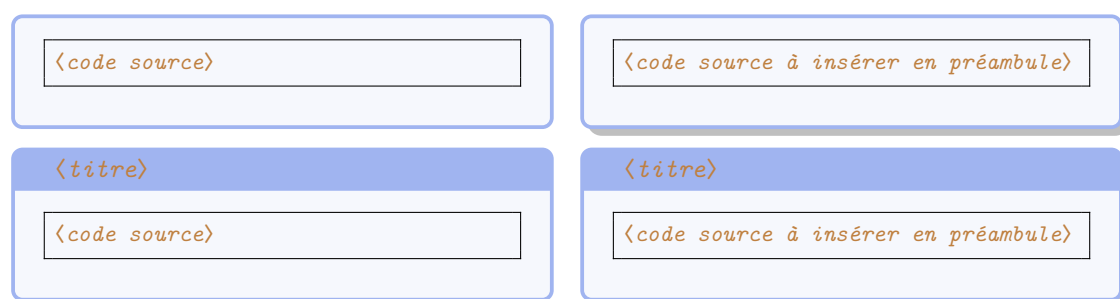 ⟨code source⟩
⟨code source à insérer en préambule⟩
⟨titre⟩
⟨titre⟩
⟨code source⟩
⟨code source à insérer en préambule⟩